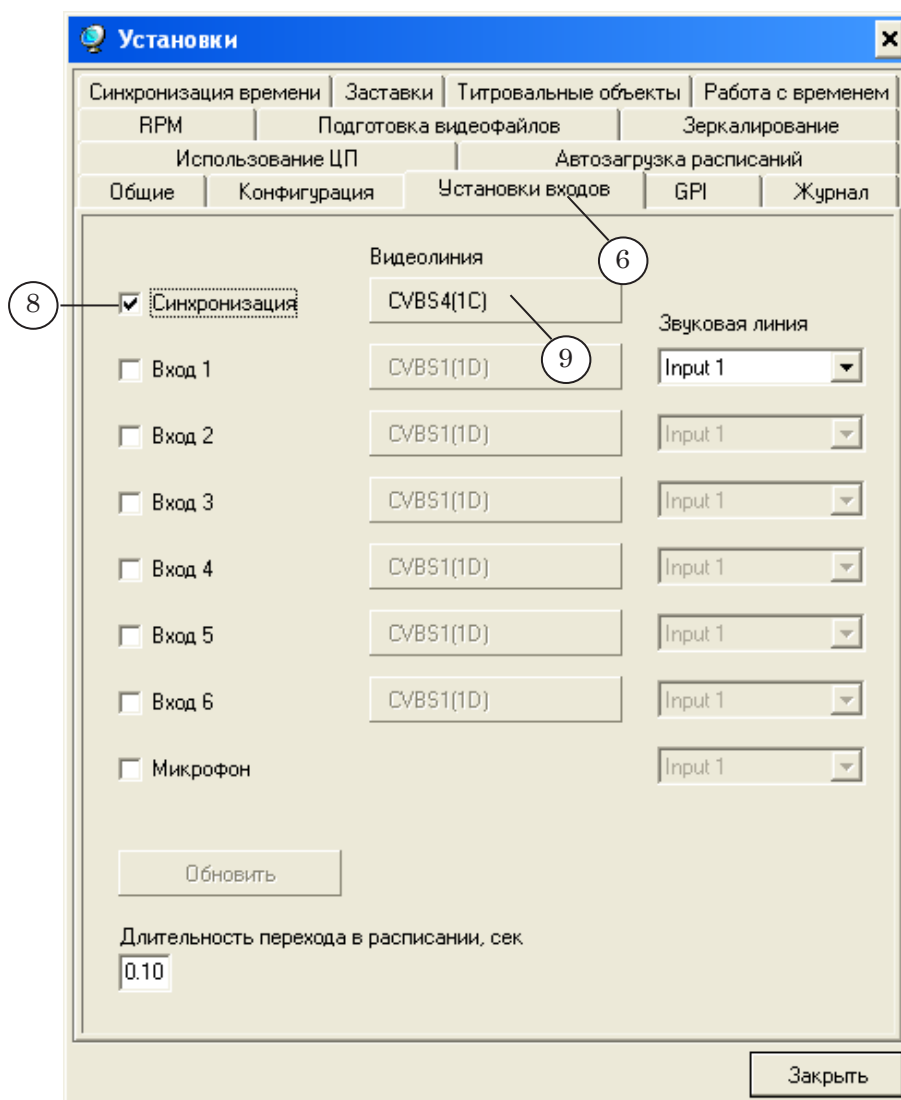 Установки
Синхронизация времени Заставки Титровальные объекты Работа с временем
RPM Подготовка видеофайлов Зеркалирование
Использование ЦП Автозагрузка расписаний
Общие Конфигурация Установки входов GPI Журнал
Видеолиния 6
8 Синхронизация CVBS4(1C)
Звуковая линия
9
Вход 1 CVBS1(1D) Input 1
Вход 2 CVBS1(1D) Input 1
Вход 3 CVBS1(1D) Input 1
Вход 4 CVBS1(1D) Input 1
Вход 5 CVBS1(1D) Input 1
Вход 6 CVBS1(1D) Input 1
Микрофон Input 1
Обновить
Длительность перехода в расписании, сек
0.10
Закрыть